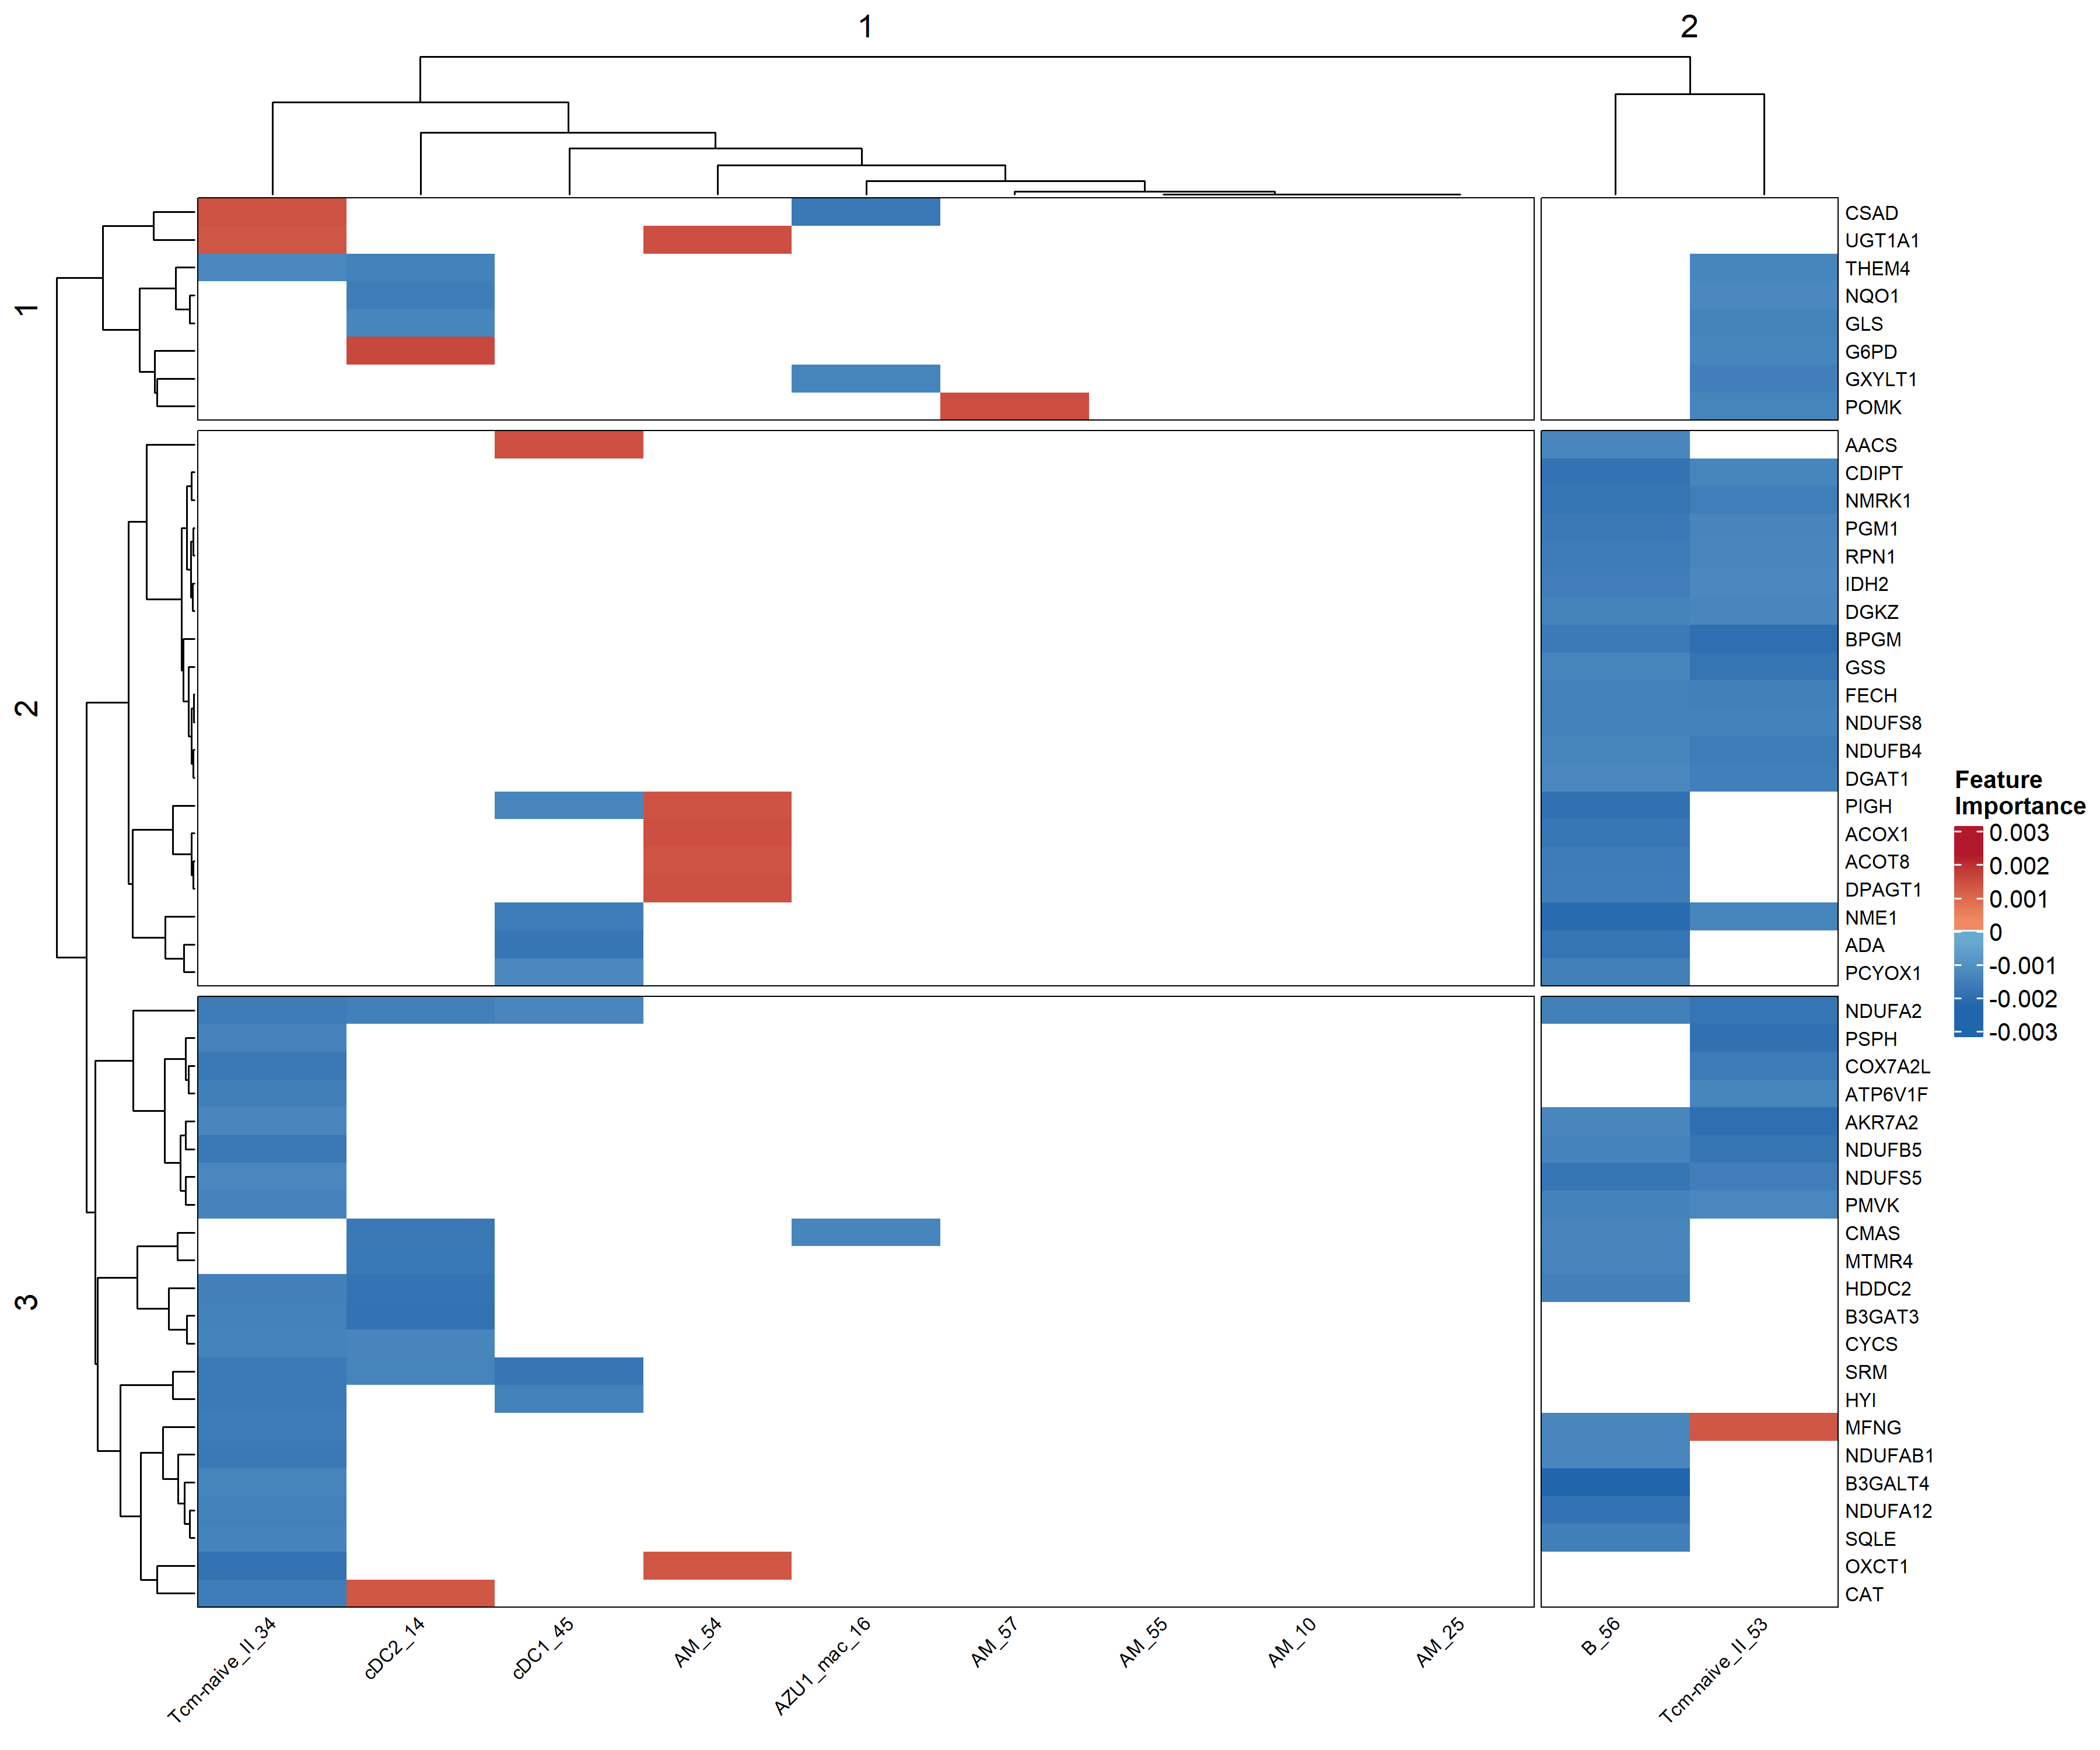 1
2
1
2
3
CSAD
UGT1A1
THEM4
NQO1
GLS
G6PD
GXYLT1
POMK
AACS
CDIPT
NMRK1
PGM1
RPN1
IDH2
DGKZ
BPGM
GSS
FECH
NDUFS8
NDUFB4
DGAT1
PIGH
ACOX1
ACOT8
DPAGT1
NME1
ADA
PCYOX1
NDUFA2
PSPH
COX7A2L
ATP6V1F
AKR7A2
NDUFB5
NDUFS5
PMVK
CMAS
MTMR4
HDDC2
B3GAT3
CYCS
SRM
HYI
MFNG
NDUFAB1
B3GALT4
NDUFA12
SQLE
OXCT1
CAT
Feature
Importance
0.003
0.002
0.001
0
-0.001
-0.002
-0.003
Tcm-naive_II_34
cDC2_14
cDC1_45
AM_54
AZU1_mac_16
AM_57
AM_55
AM_10
AM_25
B_56
Tcm-naive_II_53